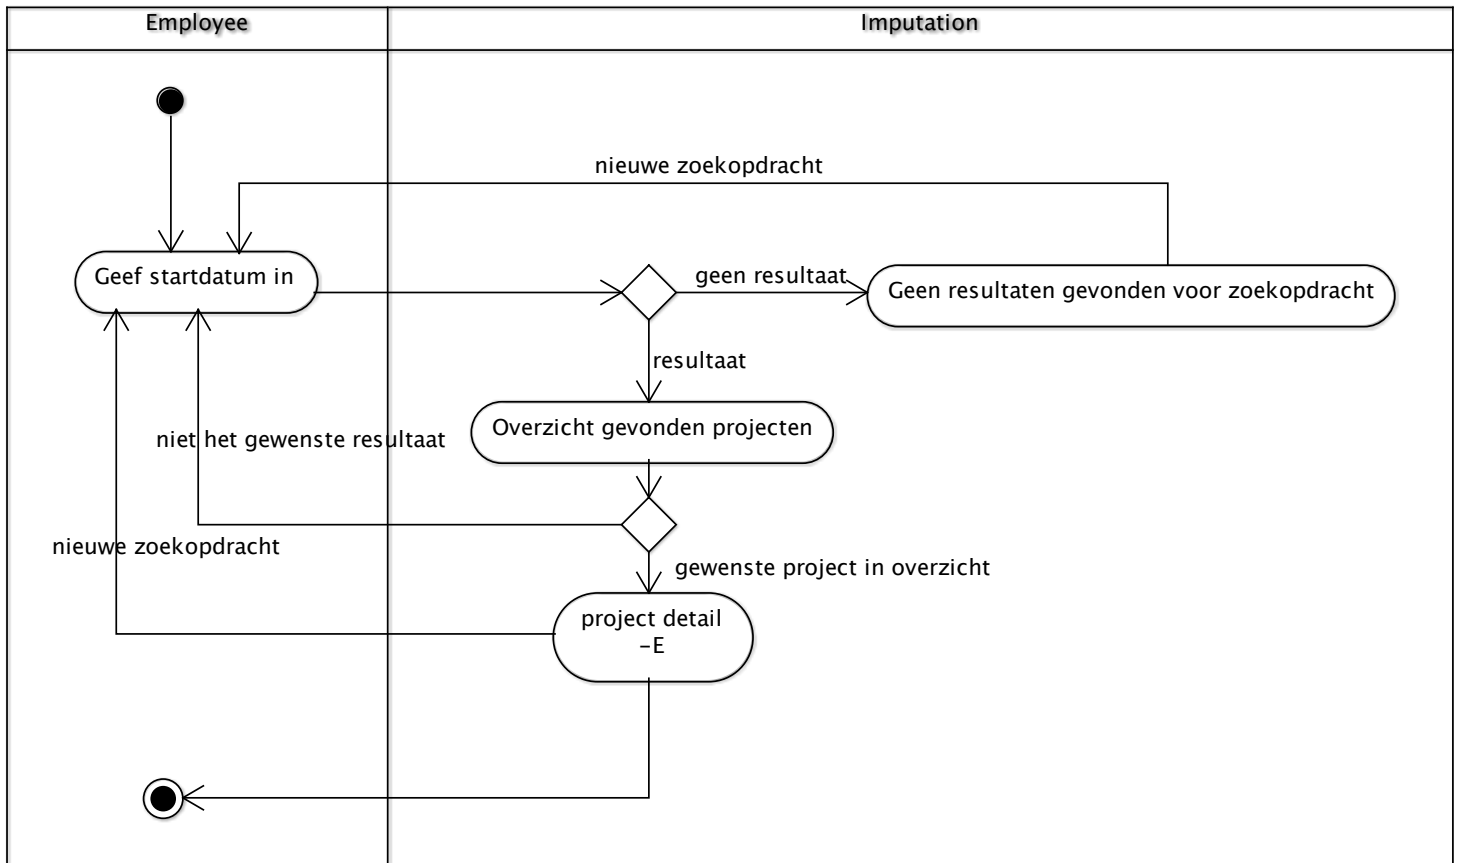 Employee
Imputation
nieuwe zoekopdracht
Geef startdatum in
geen resultaat
Geen resultaten gevonden voor zoekopdracht
resultaat
Overzicht gevonden projecten
niet het gewenste resultaat
nieuwe zoekopdracht
gewenste project in overzicht
project detail
-E